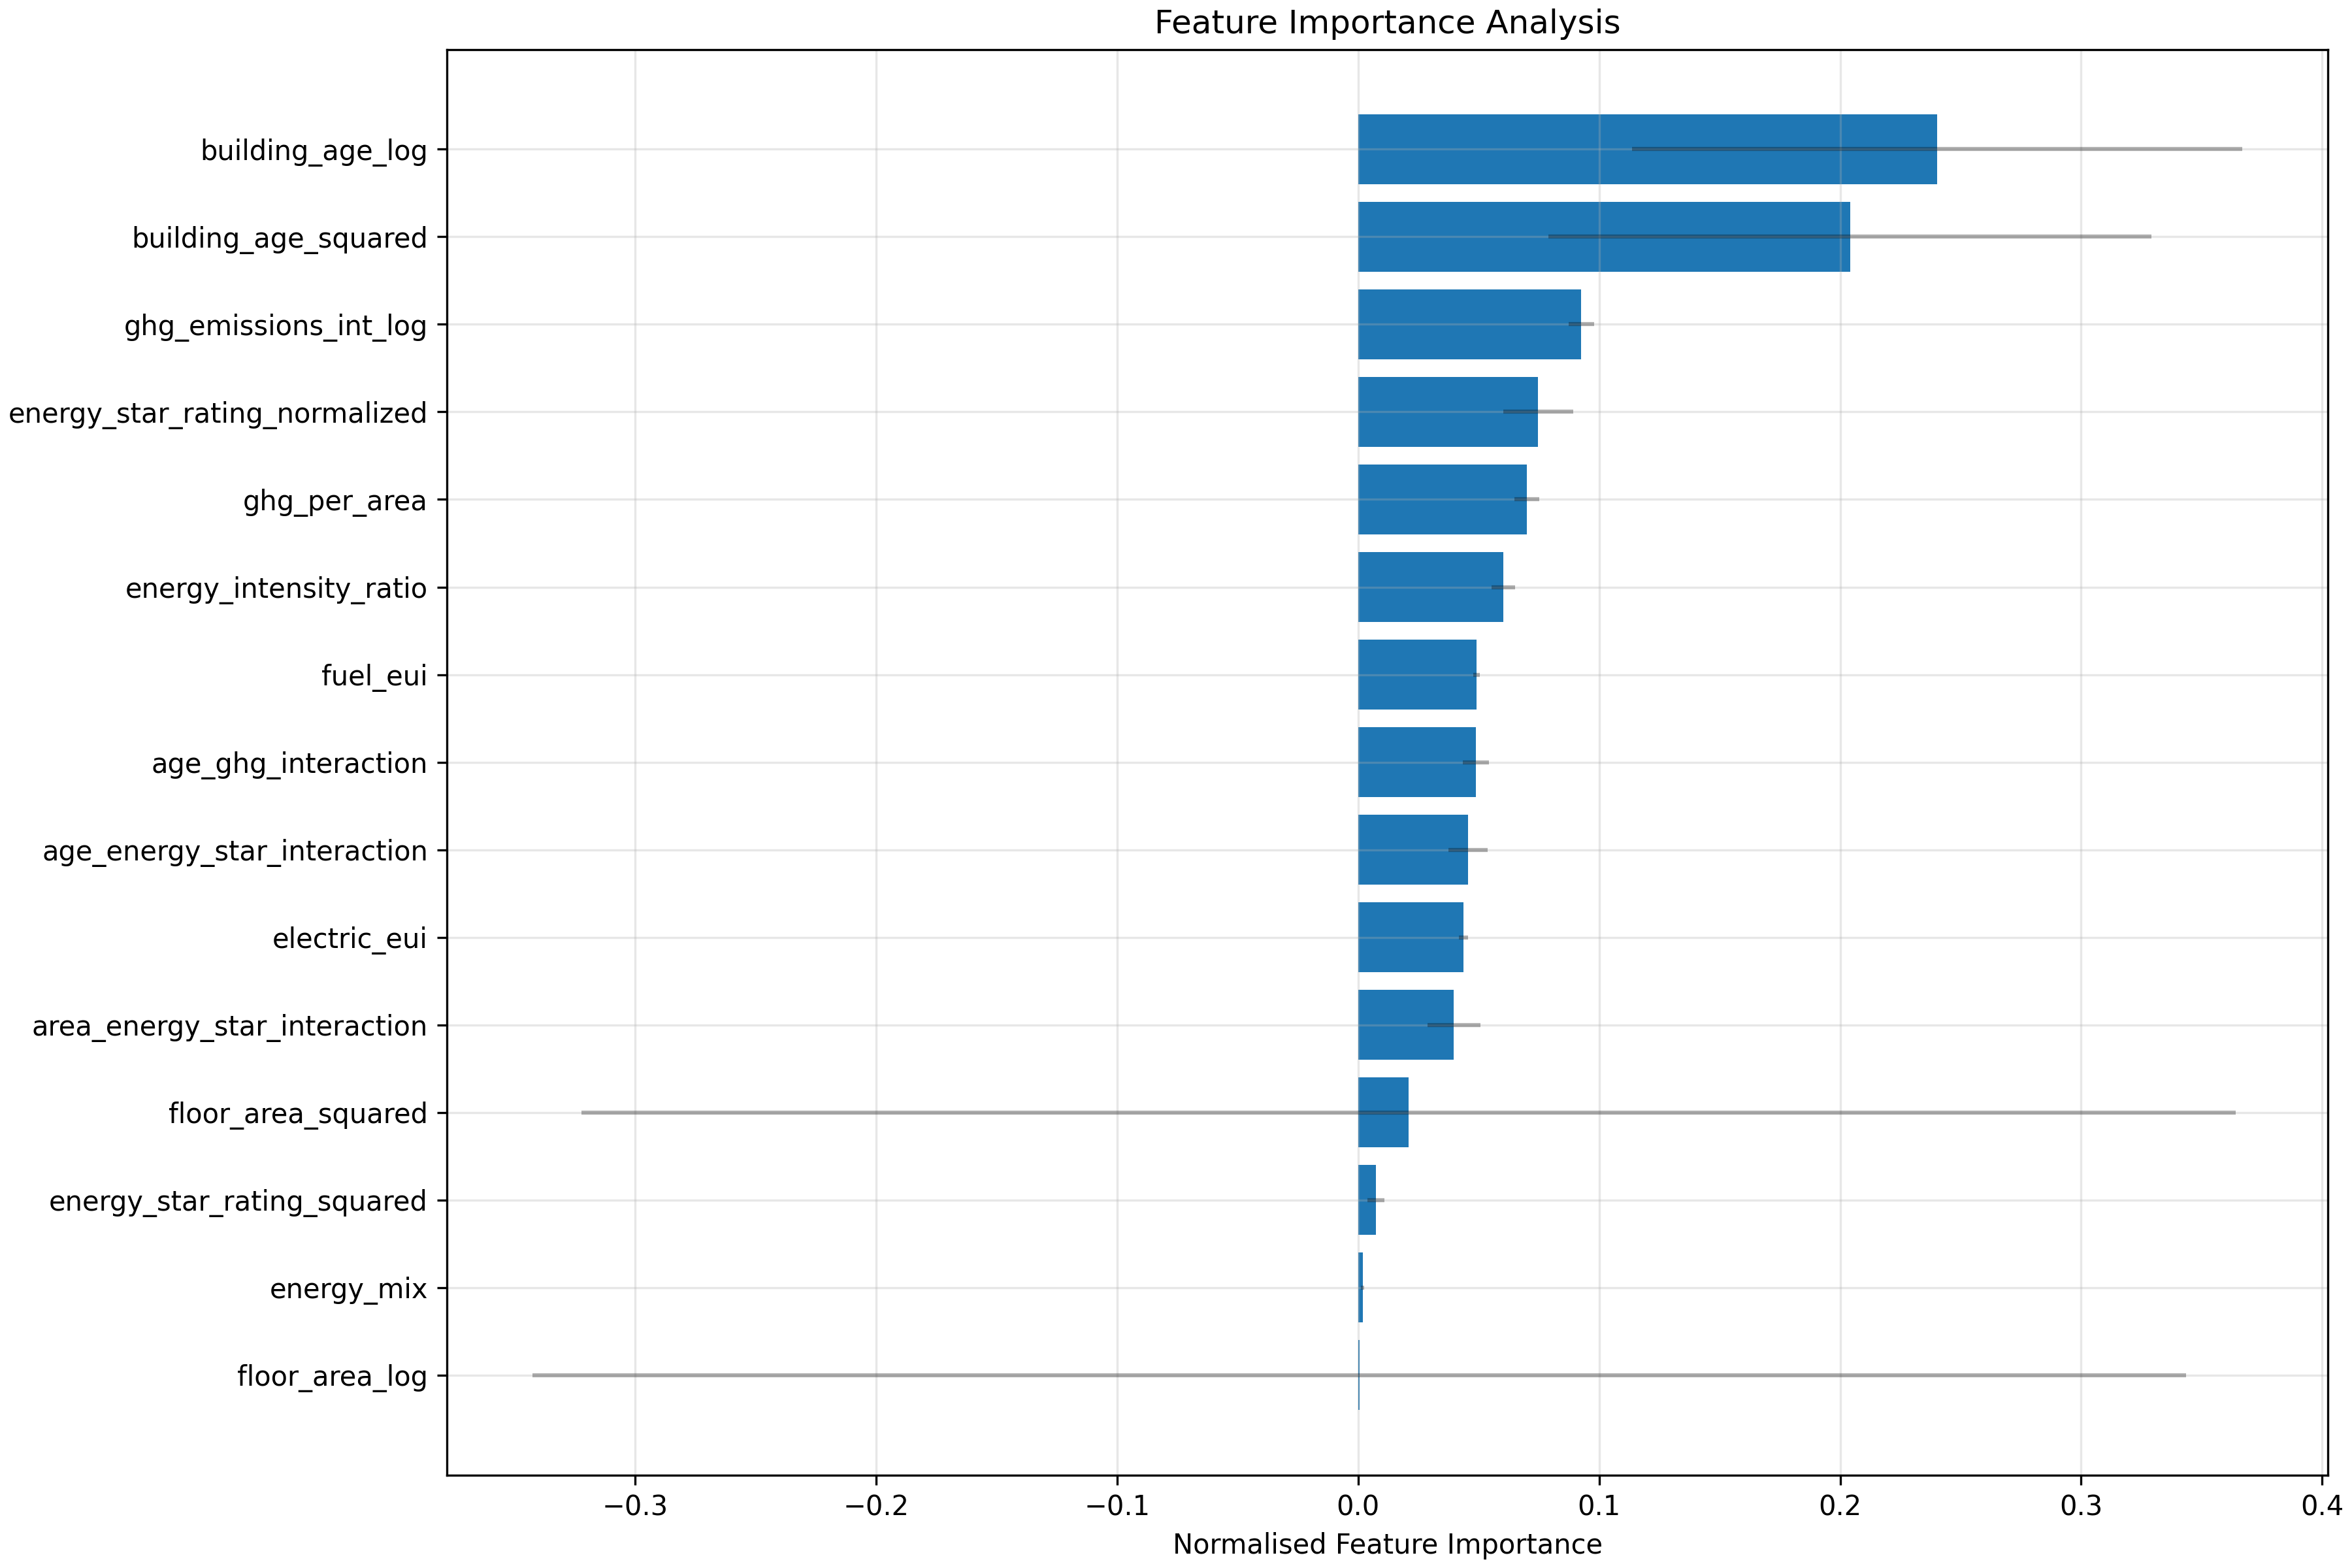 Feature Importance Analysis
building_age_log
building_age_squared
ghg_emissions_int_log
energy_star_rating_normalized
ghg_per_area
energy_intensity_ratio
fuel_eui
age_ghg_interaction
age_energy_star_interaction
electric_eui
area_energy_star_interaction
floor_area_squared
energy_star_rating_squared
energy_mix
floor_area_log
−0.3 −0.2 −0.1 0.0 0.1 0.2 0.3 0.4
Normalised Feature Importance